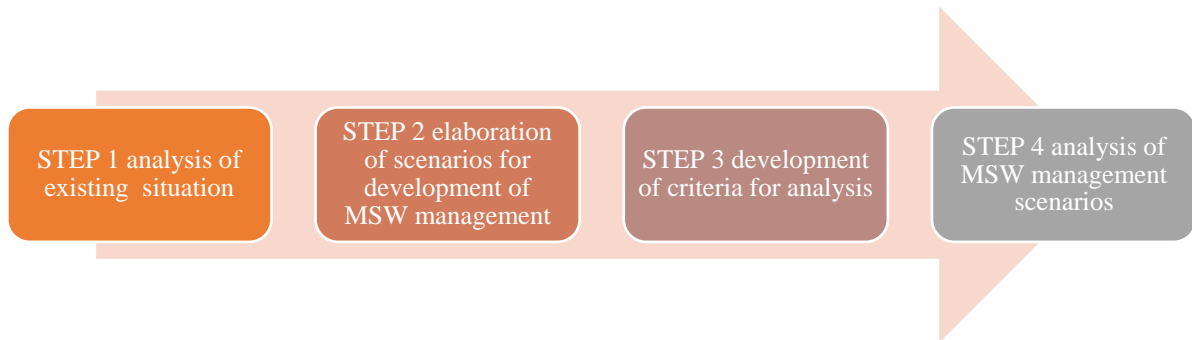 STEP 1 analysis of
existing situation
STEP 2 elaboration
of scenarios for
development of
MSW management
STEP 3 development
of criteria for analysis
STEP 4 analysis of
MSW management
scenarios